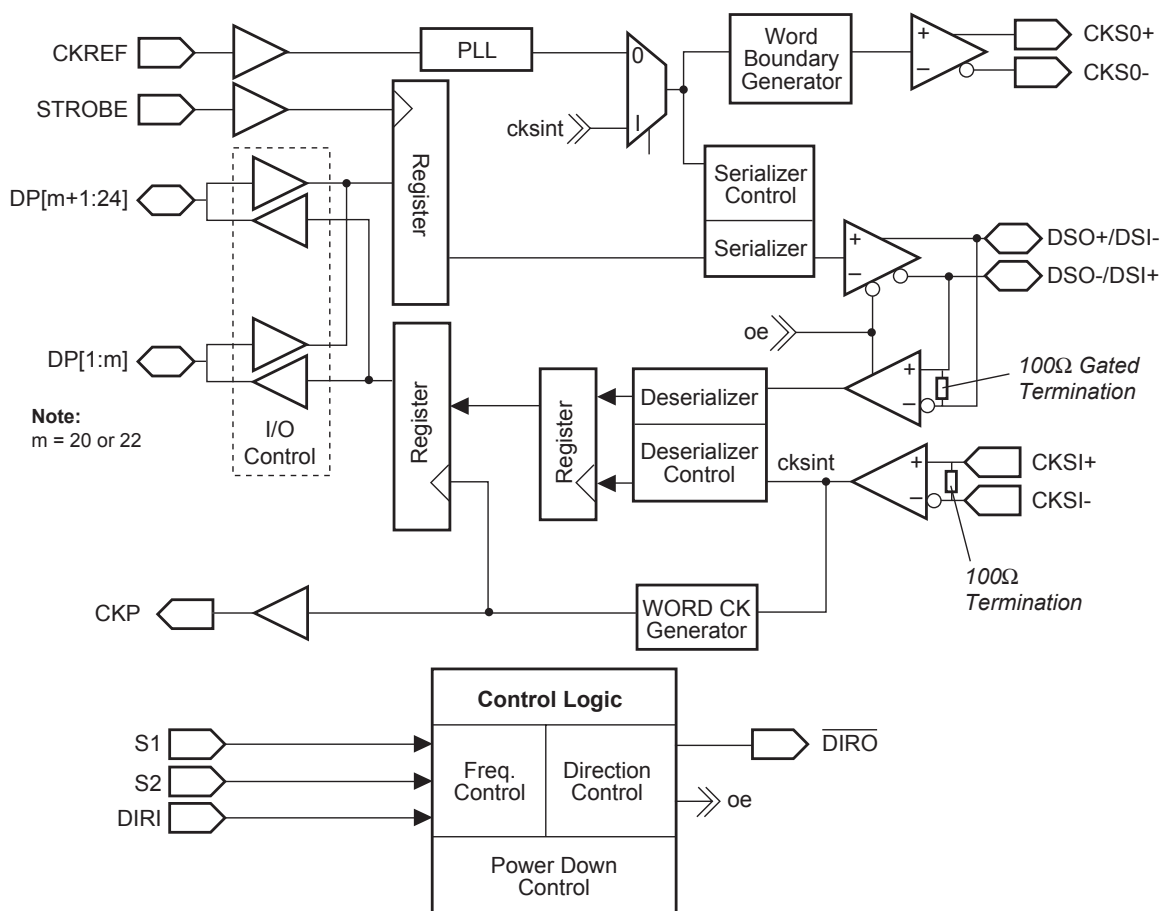 CKREF
PLL
0
Word
Boundary
Generator
+
−
CKS0+
CKS0-
STROBE
cksint
I
Register
Serializer
Control
Serializer
DP[m+1:24]
+
−
DSO+/DSI-
DSO-/DSI+
oe
DP[1:m]
Note:
m = 20 or 22
I/O
Control
Register
Register
Deserializer
Deserializer
Control
+
−
100Ω Gated
Termination
cksint
+
−
CKSI+
CKSI-
100Ω
Termination
CKP
WORD CK
Generator
Control Logic
S1
S2
DIRI
Freq.
Control
Direction
Control
D̅I̅R̅O̅
oe
Power Down
Control